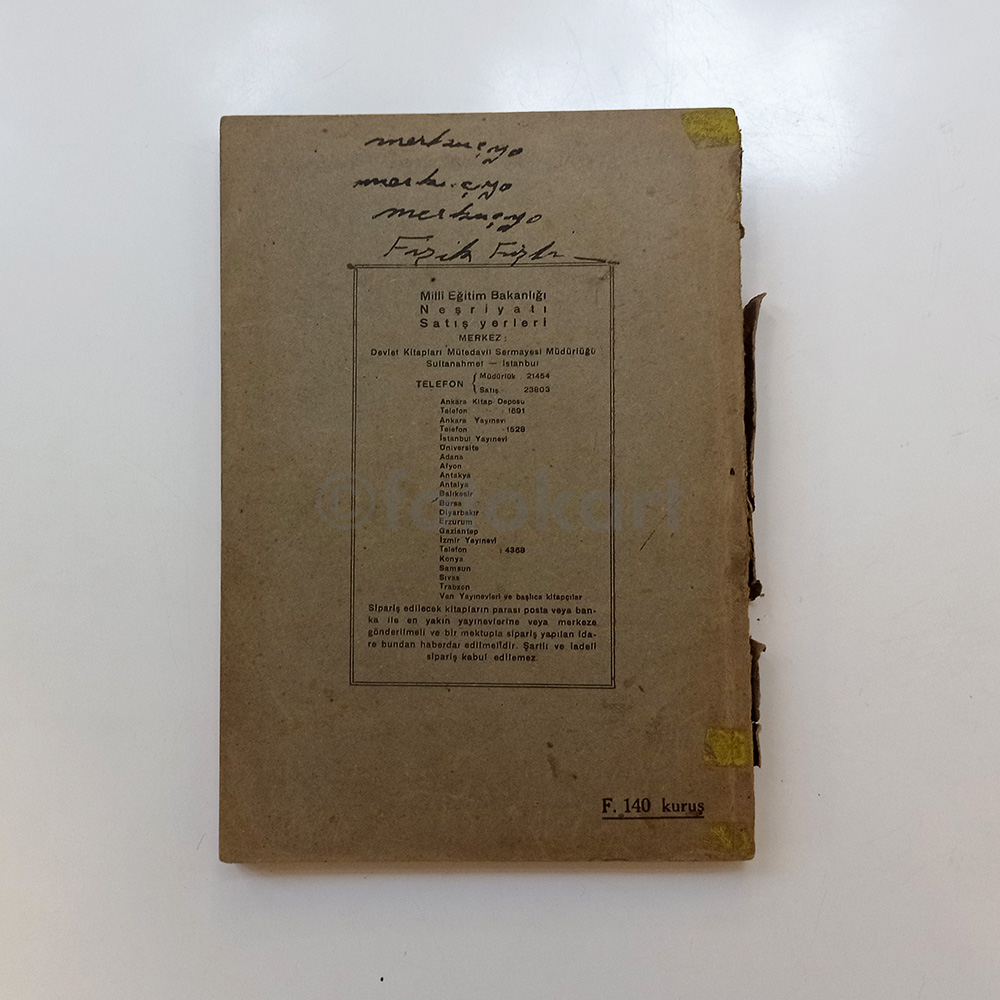 Fizik
Milli Eğitim Bakanlığı
Neşriyatı
Satış yerleri
MERKEZ:
Devlet Kitapları Mütedavil Sermayesi Müdürlüğü
Sultanahmet — İstanbul
TELEFON { Müdürlük 21454
Satış 23803
Ankara Kitap Deposu
Telefon 1691
Ankara Yayınevi
Telefon 1528
İstanbul Yayınevi
Üniversite
Adana
Afyon
Antakya
Antalya
Balıkesir
Bursa
Diyarbakır
Erzurum
Gaziantep
İzmir Yayınevi
Telefon : 4368
Konya
Samsun
Sıvas
Trabzon
Van Yayınevleri ve başlıca kitapçılar
Sipariş edilecek kitapların parası posta veya ban-
ka ile en yakın yayınevlerine veya merkeze
gönderilmeli ve bir mektupla sipariş yapılan ida-
re bundan haberdar edilmelidir. Şartlı ve iadeli
sipariş kabul edilemez.
©fotokart
F. 140 kuruş